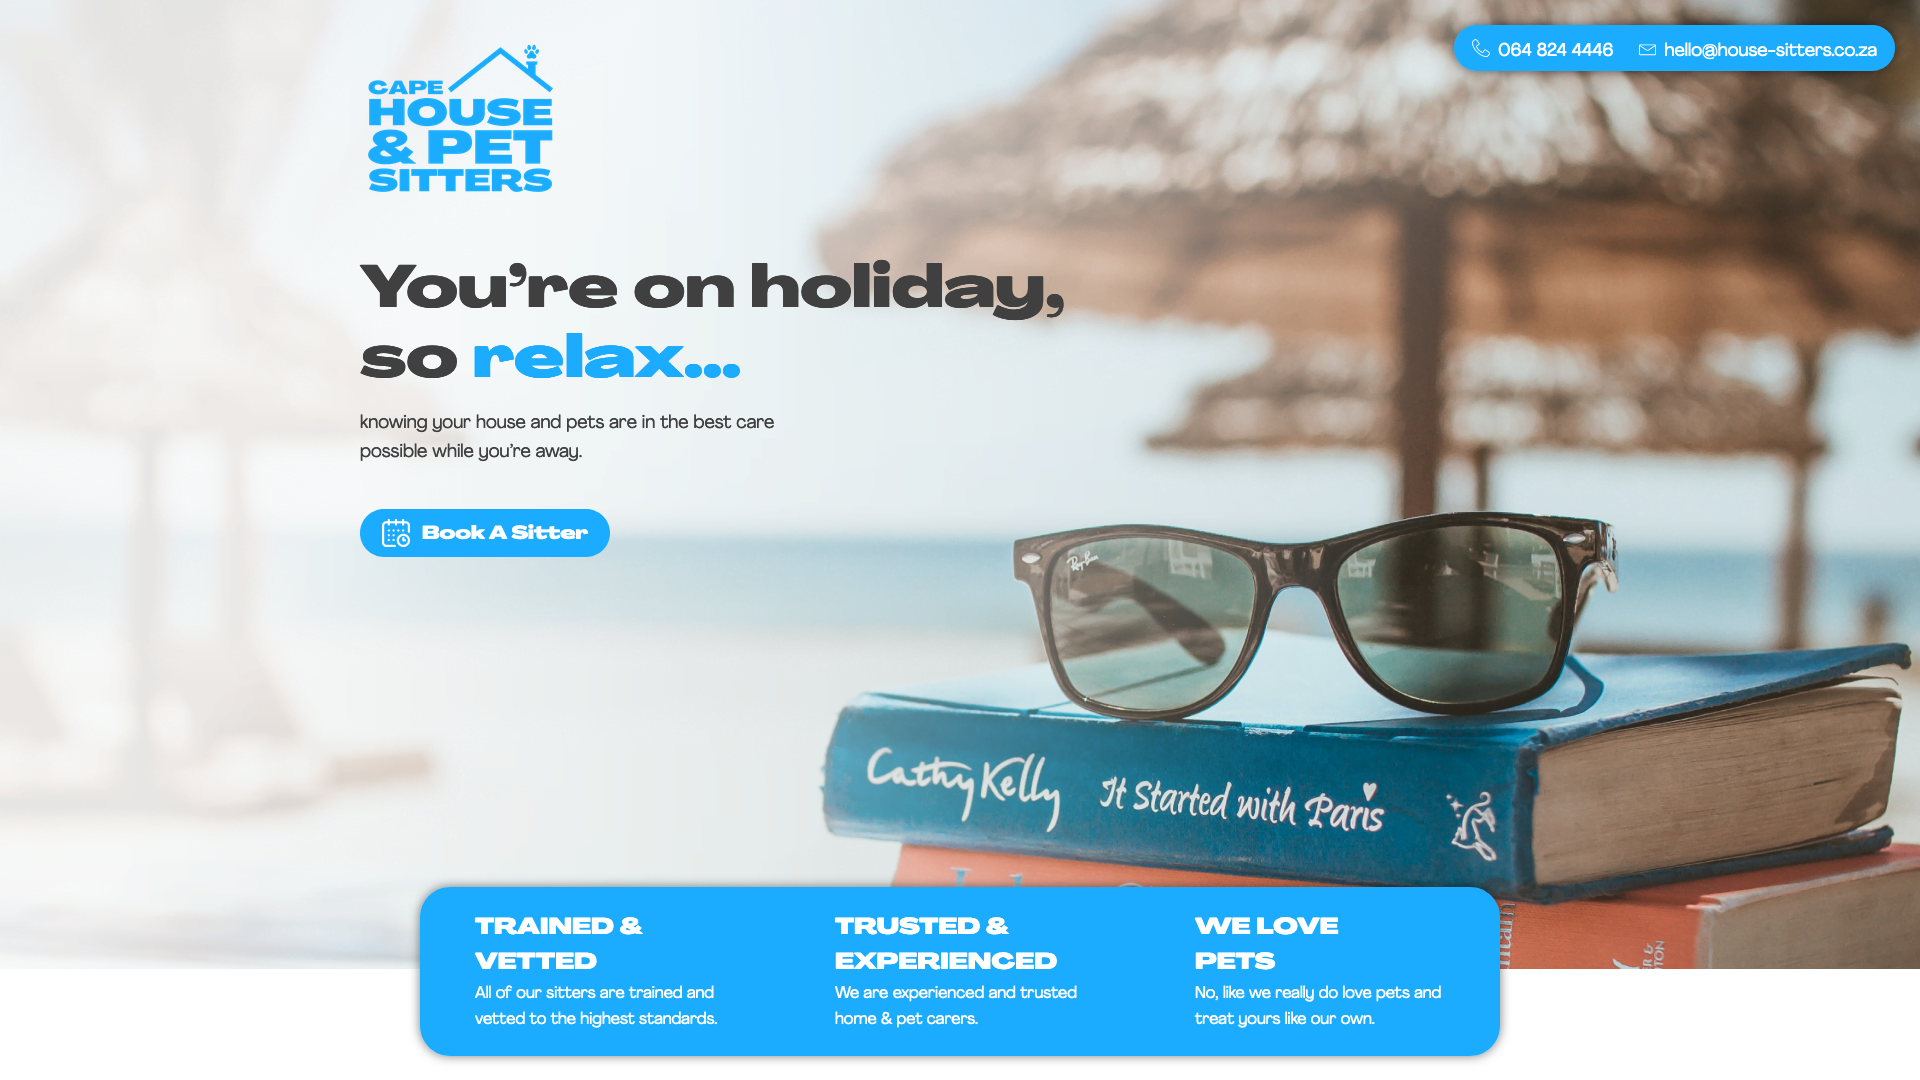 064 824 4446
hello@house-sitters.co.za
CAPE
HOUSE
& PET
SITTERS
You’re on holiday,
so relax...
knowing your house and pets are in the best care
possible while you’re away.
Book A Sitter
Ray-Ban
Cathy Kelly It Started with Paris
TRAINED &
VETTED
All of our sitters are trained and
vetted to the highest standards.
TRUSTED &
EXPERIENCED
We are experienced and trusted
home & pet carers.
WE LOVE
PETS
No, like we really do love pets and
treat yours like our own.